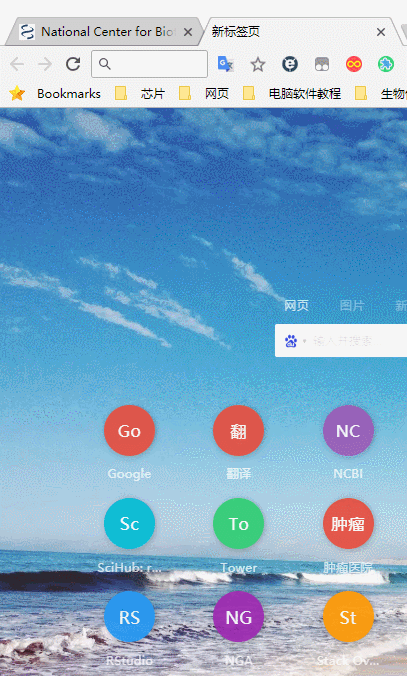 National Center for Biot
新标签页
Bookmarks 芯片 网页 电脑软件教程 生物
网页 图片 新
输入并搜索
Go 翻 NC
Google 翻译 NCBI
Sc To 肿瘤
SciHub: r... Tower 肿瘤医院
RS NG St
RStudio NGA Stack Ov...